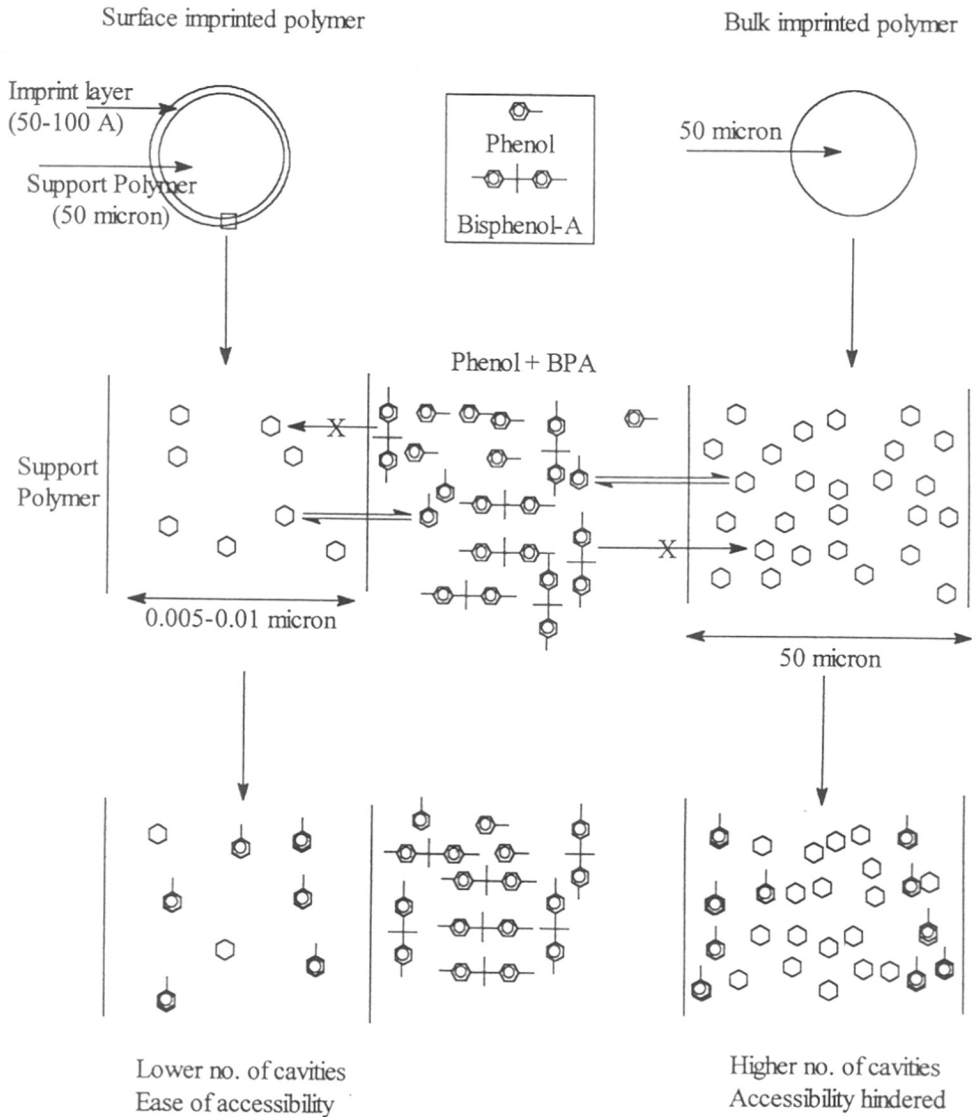 Surface imprinted polymer
Bulk imprinted polymer
Imprint layer
(50-100 A)
Support Polymer
(50 micron)
Phenol
Bisphenol-A
50 micron
Phenol + BPA
X
X
Support
Polymer
0.005-0.01 micron
50 micron
Lower no. of cavities
Ease of accessibility
Higher no. of cavities
Accessibility hindered